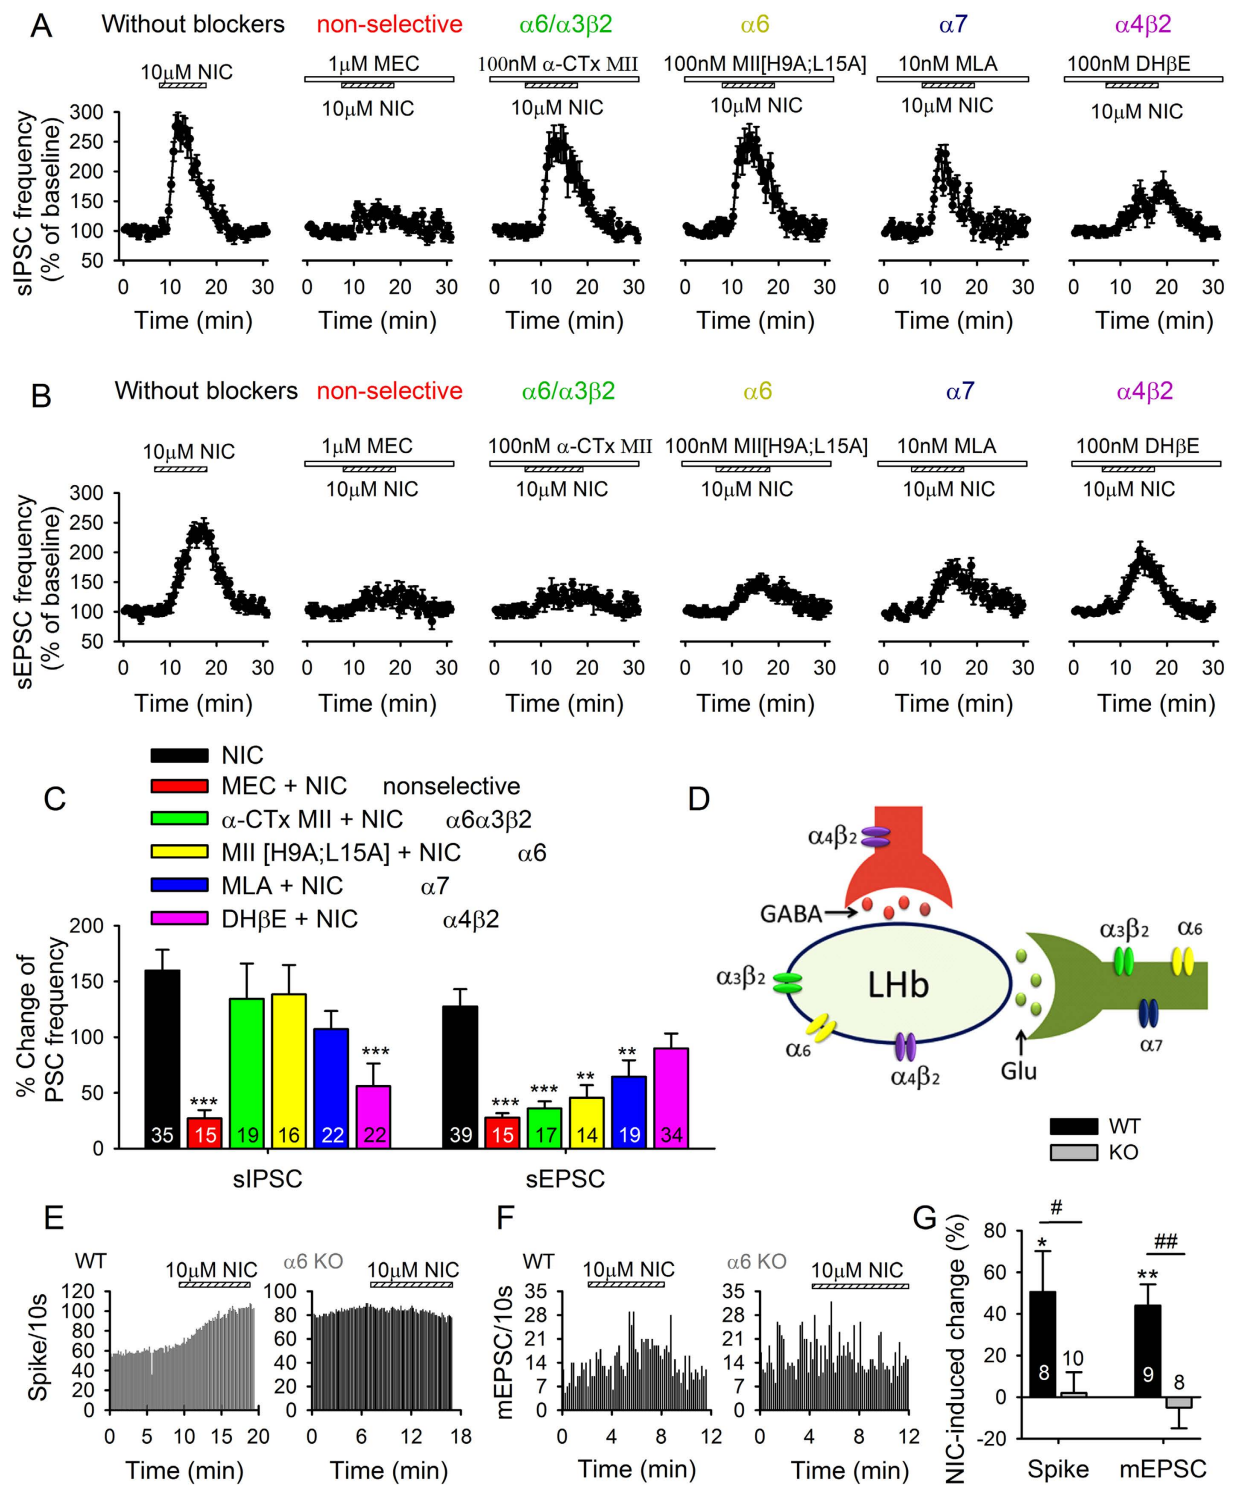 A
Without blockers non-selective α6/α3β2 α6 α7 α4β2
10μM NIC 1μM MEC 100nM α-CTx MII 100nM MII[H9A;L15A] 10nM MLA 100nM DHβE
10μM NIC 10μM NIC 10μM NIC 10μM NIC 10μM NIC
sIPSC frequency
(% of baseline)
300
250
200
150
100
50
0 10 20 30 0 10 20 30 0 10 20 30 0 10 20 30 0 10 20 30 0 10 20 30
Time (min) Time (min) Time (min) Time (min) Time (min) Time (min)
B
Without blockers non-selective α6/α3β2 α6 α7 α4β2
10μM NIC 1μM MEC 100nM α-CTx MII 100nM MII[H9A;L15A] 10nM MLA 100nM DHβE
10μM NIC 10μM NIC 10μM NIC 10μM NIC 10μM NIC
sEPSC frequency
(% of baseline)
300
250
200
150
100
50
0 10 20 30 0 10 20 30 0 10 20 30 0 10 20 30 0 10 20 30 0 10 20 30
Time (min) Time (min) Time (min) Time (min) Time (min) Time (min)
C
NIC
MEC + NIC nonselective
α-CTx MII + NIC α6α3β2
MII [H9A;L15A] + NIC α6
MLA + NIC α7
DHβE + NIC α4β2
% Change of
PSC frequency
200
150
100
50
0
*** *** *** *** ** **
35 15 19 16 22 22 39 15 17 14 19 34
sIPSC sEPSC
D
α4β2
GABA
α3β2
α6
α4β2
LHb
α3β2 α6
α7
Glu
E
WT α6 KO
10μM NIC 10μM NIC
Spike/10s
120
100
80
60
40
20
0
100
80
60
40
20
0
0 5 10 15 20 0 6 12 18
Time (min) Time (min)
F
WT α6 KO
10μM NIC 10μM NIC
mEPSC/10s
35
28
21
14
7
0
35
28
21
14
7
0
0 4 8 12 0 4 8 12
Time (min) Time (min)
G
WT
KO
NIC-induced change (%)
80
60
40
20
0
-20
# ##
* **
8 10 9 8
Spike mEPSC